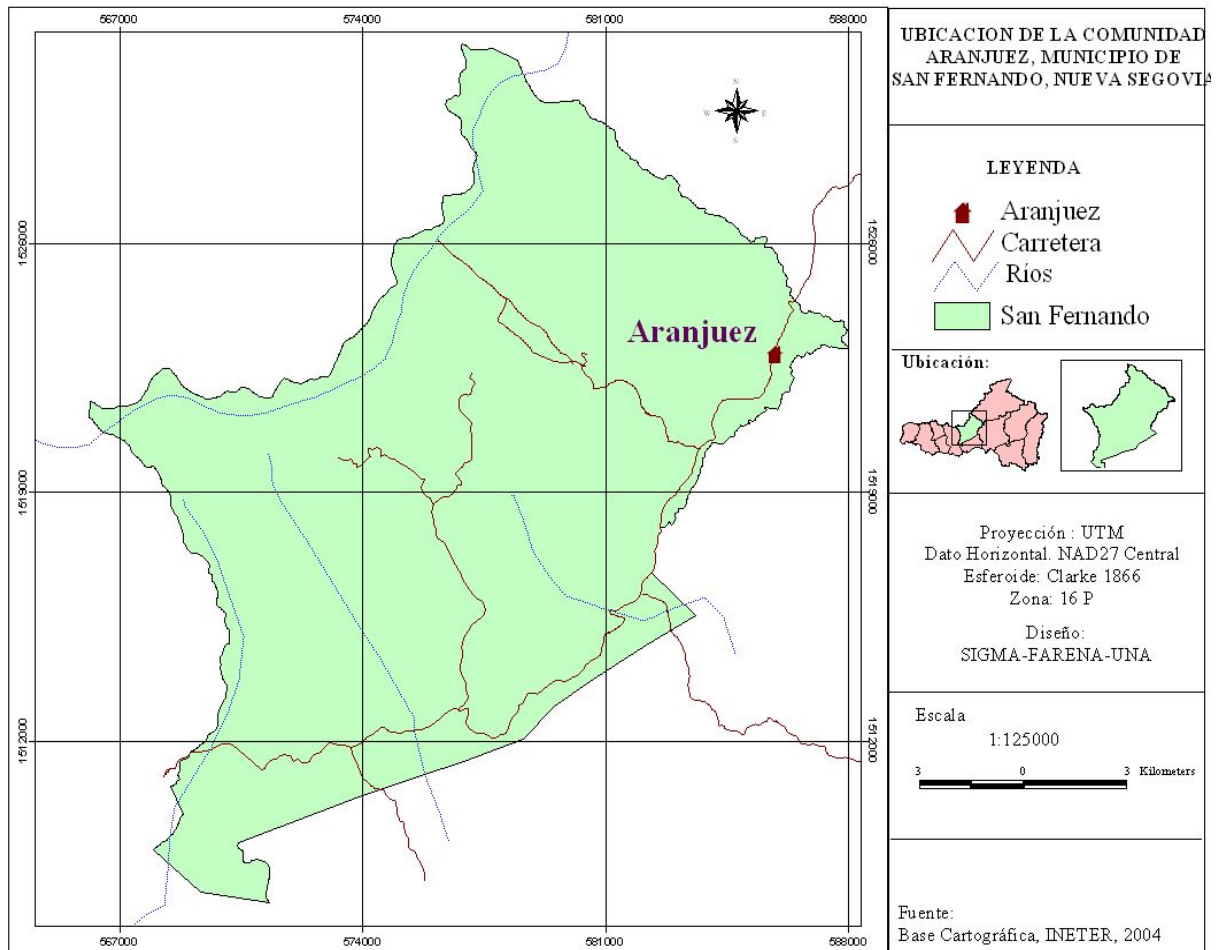 567000
574000
581000
588000
UBICACION DE LA COMUNIDAD
ARANJUEZ, MUNICIPIO DE
SAN FERNANDO, NUEVA SEGOVIA
N
W
E
S
LEYENDA
Aranjuez
Carretera
Ríos
San Fernando
1526000
1526000
Aranjuez
Ubicación:
1519000
1519000
Proyección : UTM
Dato Horizontal. NAD27 Central
Esferoide: Clarke 1866
Zona: 16 P
Diseño:
SIGMA-FARENA-UNA
1512000
1512000
Escala
1:125000
3 0 3 Kilometers
Fuente:
Base Cartográfica, INETER, 2004
567000
574000
581000
588000